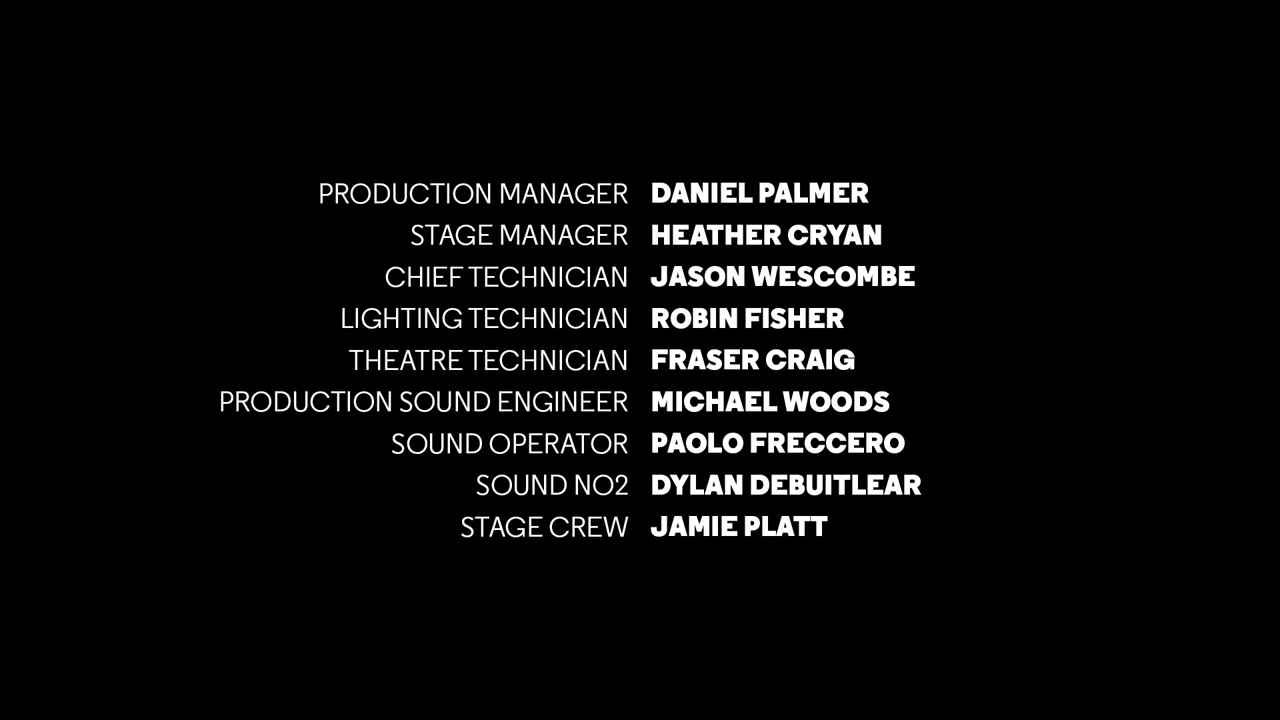 PRODUCTION MANAGER DANIEL PALMER
STAGE MANAGER HEATHER CRYAN
CHIEF TECHNICIAN JASON WESCOMBE
LIGHTING TECHNICIAN ROBIN FISHER
THEATRE TECHNICIAN FRASER CRAIG
PRODUCTION SOUND ENGINEER MICHAEL WOODS
SOUND OPERATOR PAOLO FRECCERO
SOUND NO2 DYLAN DEBUITLEAR
STAGE CREW JAMIE PLATT